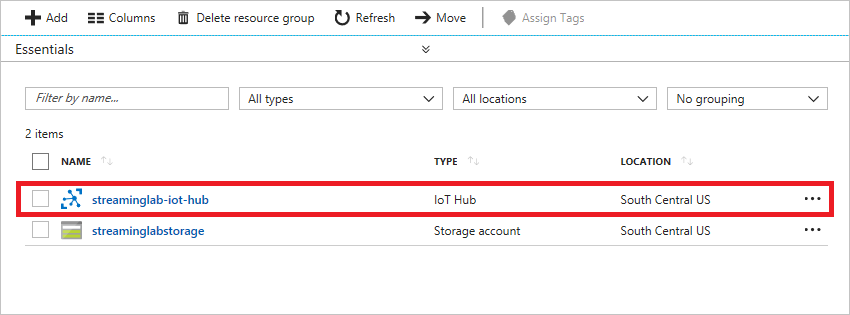 Add Columns Delete resource group Refresh Move Assign Tags
Essentials
Filter by name... All types All locations No grouping
2 items
NAME TYPE LOCATION
streaminglab-iot-hub IoT Hub South Central US
streaminglabstorage Storage account South Central US